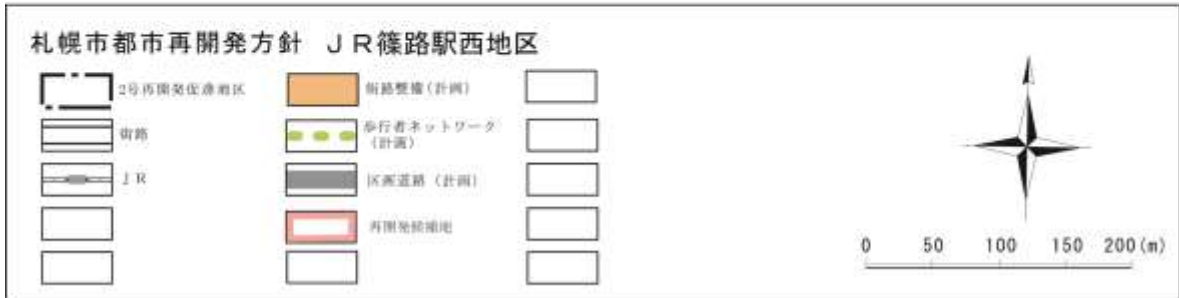 札幌市都市再開発方針　ＪＲ篠路駅西地区
2号再開発促進地区
街路
ＪＲ
街路整備(計画)
歩行者ネットワーク
(計画)
区画道路 (計画)
再開発候補地
0 50 100 150 200(m)